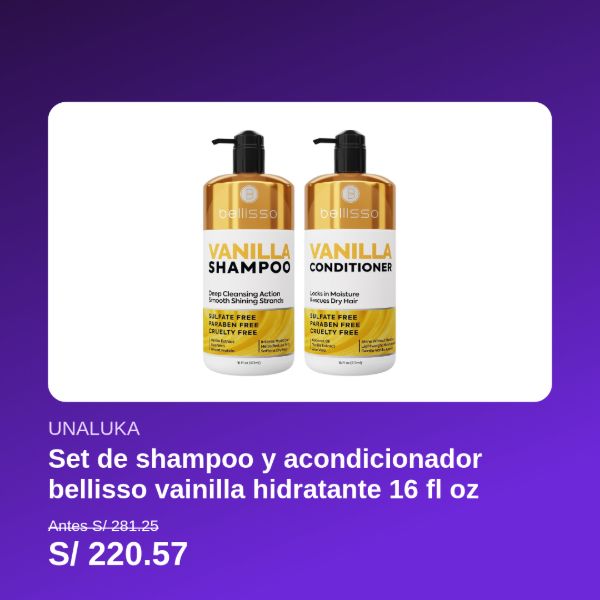 bellisso
VANILLA
SHAMPOO
Deep Cleansing Action
Smooth Shining Strands
SULFATE FREE
PARABEN FREE
CRUELTY FREE
bellisso
VANILLA
CONDITIONER
Locks in Moisture
Rescues Dry Hair
SULFATE FREE
PARABEN FREE
CRUELTY FREE
UNALUKA
Set de shampoo y acondicionador
bellisso vainilla hidratante 16 fl oz
Antes S/ 281.25
S/ 220.57